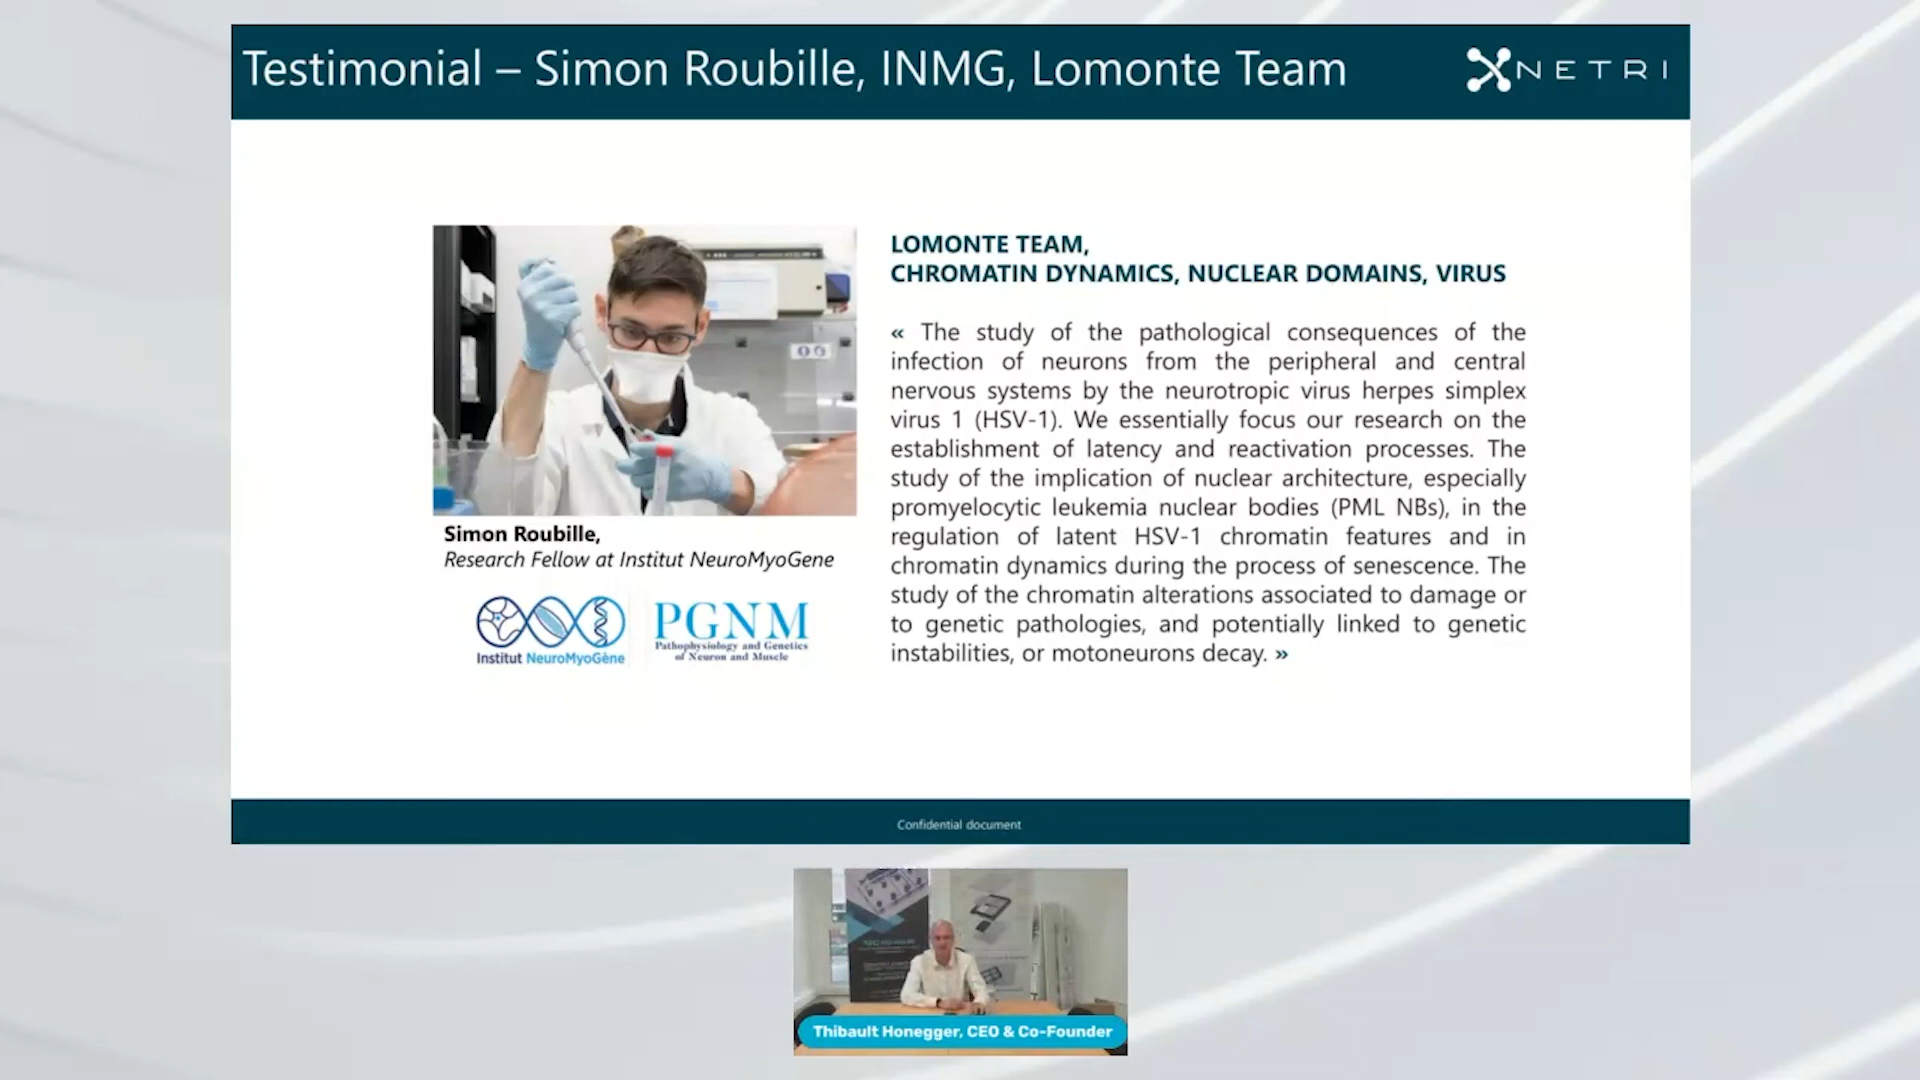 Testimonial – Simon Roubille, INMG, Lomonte Team
NETRI
LOMONTE TEAM,
CHROMATIN DYNAMICS, NUCLEAR DOMAINS, VIRUS
« The study of the pathological consequences of the
infection of neurons from the peripheral and central
nervous systems by the neurotropic virus herpes simplex
virus 1 (HSV-1). We essentially focus our research on the
establishment of latency and reactivation processes. The
study of the implication of nuclear architecture, especially
promyelocytic leukemia nuclear bodies (PML NBs), in the
regulation of latent HSV-1 chromatin features and in
chromatin dynamics during the process of senescence. The
study of the chromatin alterations associated to damage or
to genetic pathologies, and potentially linked to genetic
instabilities, or motoneurons decay. »
Simon Roubille,
Research Fellow at Institut NeuroMyoGene
Institut NeuroMyoGène
PGNM
Pathophysiology and Genetics
of Neuron and Muscle
Confidential document
Thibault Honegger, CEO & Co-Founder